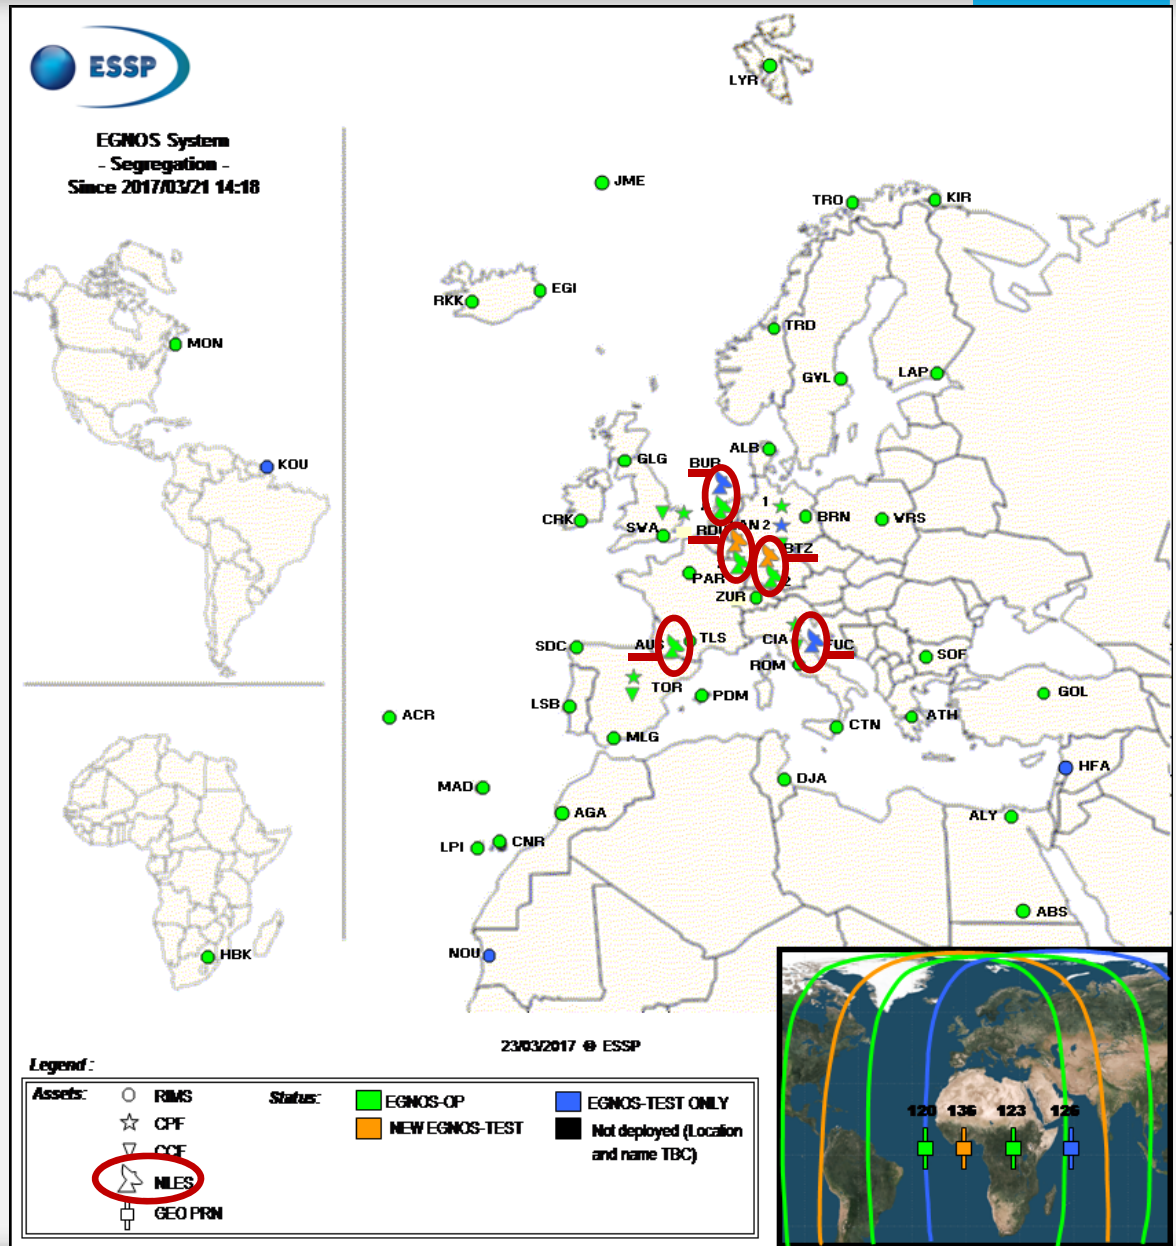 ESSP
EGNOS System
- Segregation -
Since 2017/03/21 14:18
LYR
JME
TRO
KIR
RKK
EGI
MON
TRD
GVL
LAP
KOU
ALB
GLG
BUR
1
CRK
SWA
2
BRN
WRS
BTZ
PAR
2
ZUR
SDC
AUS
TLS
CIA
FUC
ROM
SOF
TOR
LSB
PDM
GOL
ACR
CTN
ATH
MLG
HFA
MAD
DJA
AGA
ALY
LPI
CNR
ABS
HBK
NOU
23/03/2017 © ESSP
Legend :
Assets:
RIMS
CPF
CCF
NLES
GEO PRN
Status:
EGNOS-OP
NEW EGNOS-TEST
EGNOS-TEST ONLY
Not deployed (Location
and name TBC)
120 136 123 126